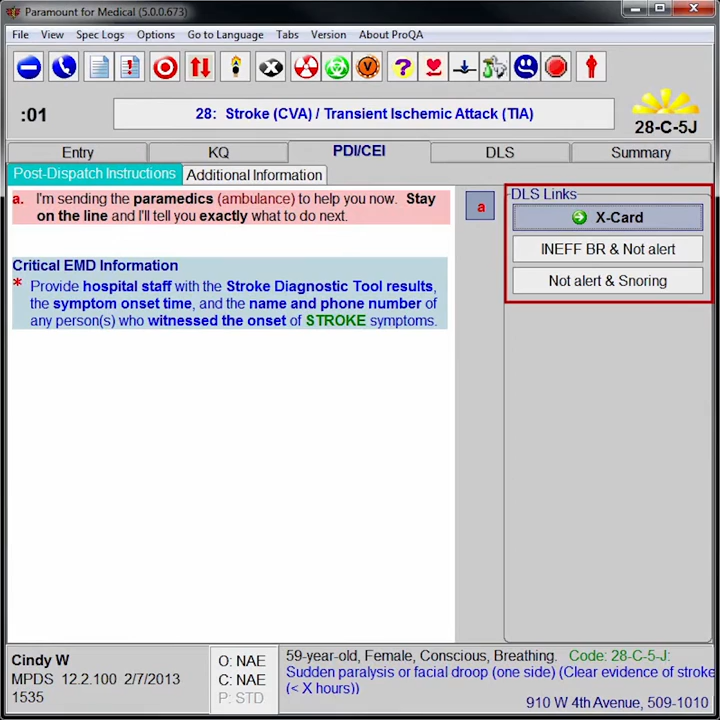 Paramount for Medical (5.0.0.673)
File View Spec Logs Options Go to Language Tabs Version About ProQA
V ?
:01
28: Stroke (CVA) / Transient Ischemic Attack (TIA)
28-C-5J
Entry KQ PDI/CEI DLS Summary
Post-Dispatch Instructions Additional Information
a. I'm sending the paramedics (ambulance) to help you now. Stay
on the line and I'll tell you exactly what to do next.
a
DLS Links
X-Card
INEFF BR & Not alert
Not alert & Snoring
Critical EMD Information
* Provide hospital staff with the Stroke Diagnostic Tool results,
the symptom onset time, and the name and phone number of
any person(s) who witnessed the onset of STROKE symptoms.
Cindy W
MPDS 12.2.100 2/7/2013
1535
O: NAE
C: NAE
P: STD
59-year-old, Female, Conscious, Breathing. Code: 28-C-5-J:
Sudden paralysis or facial droop (one side) (Clear evidence of stroke
(< X hours))
910 W 4th Avenue, 509-1010